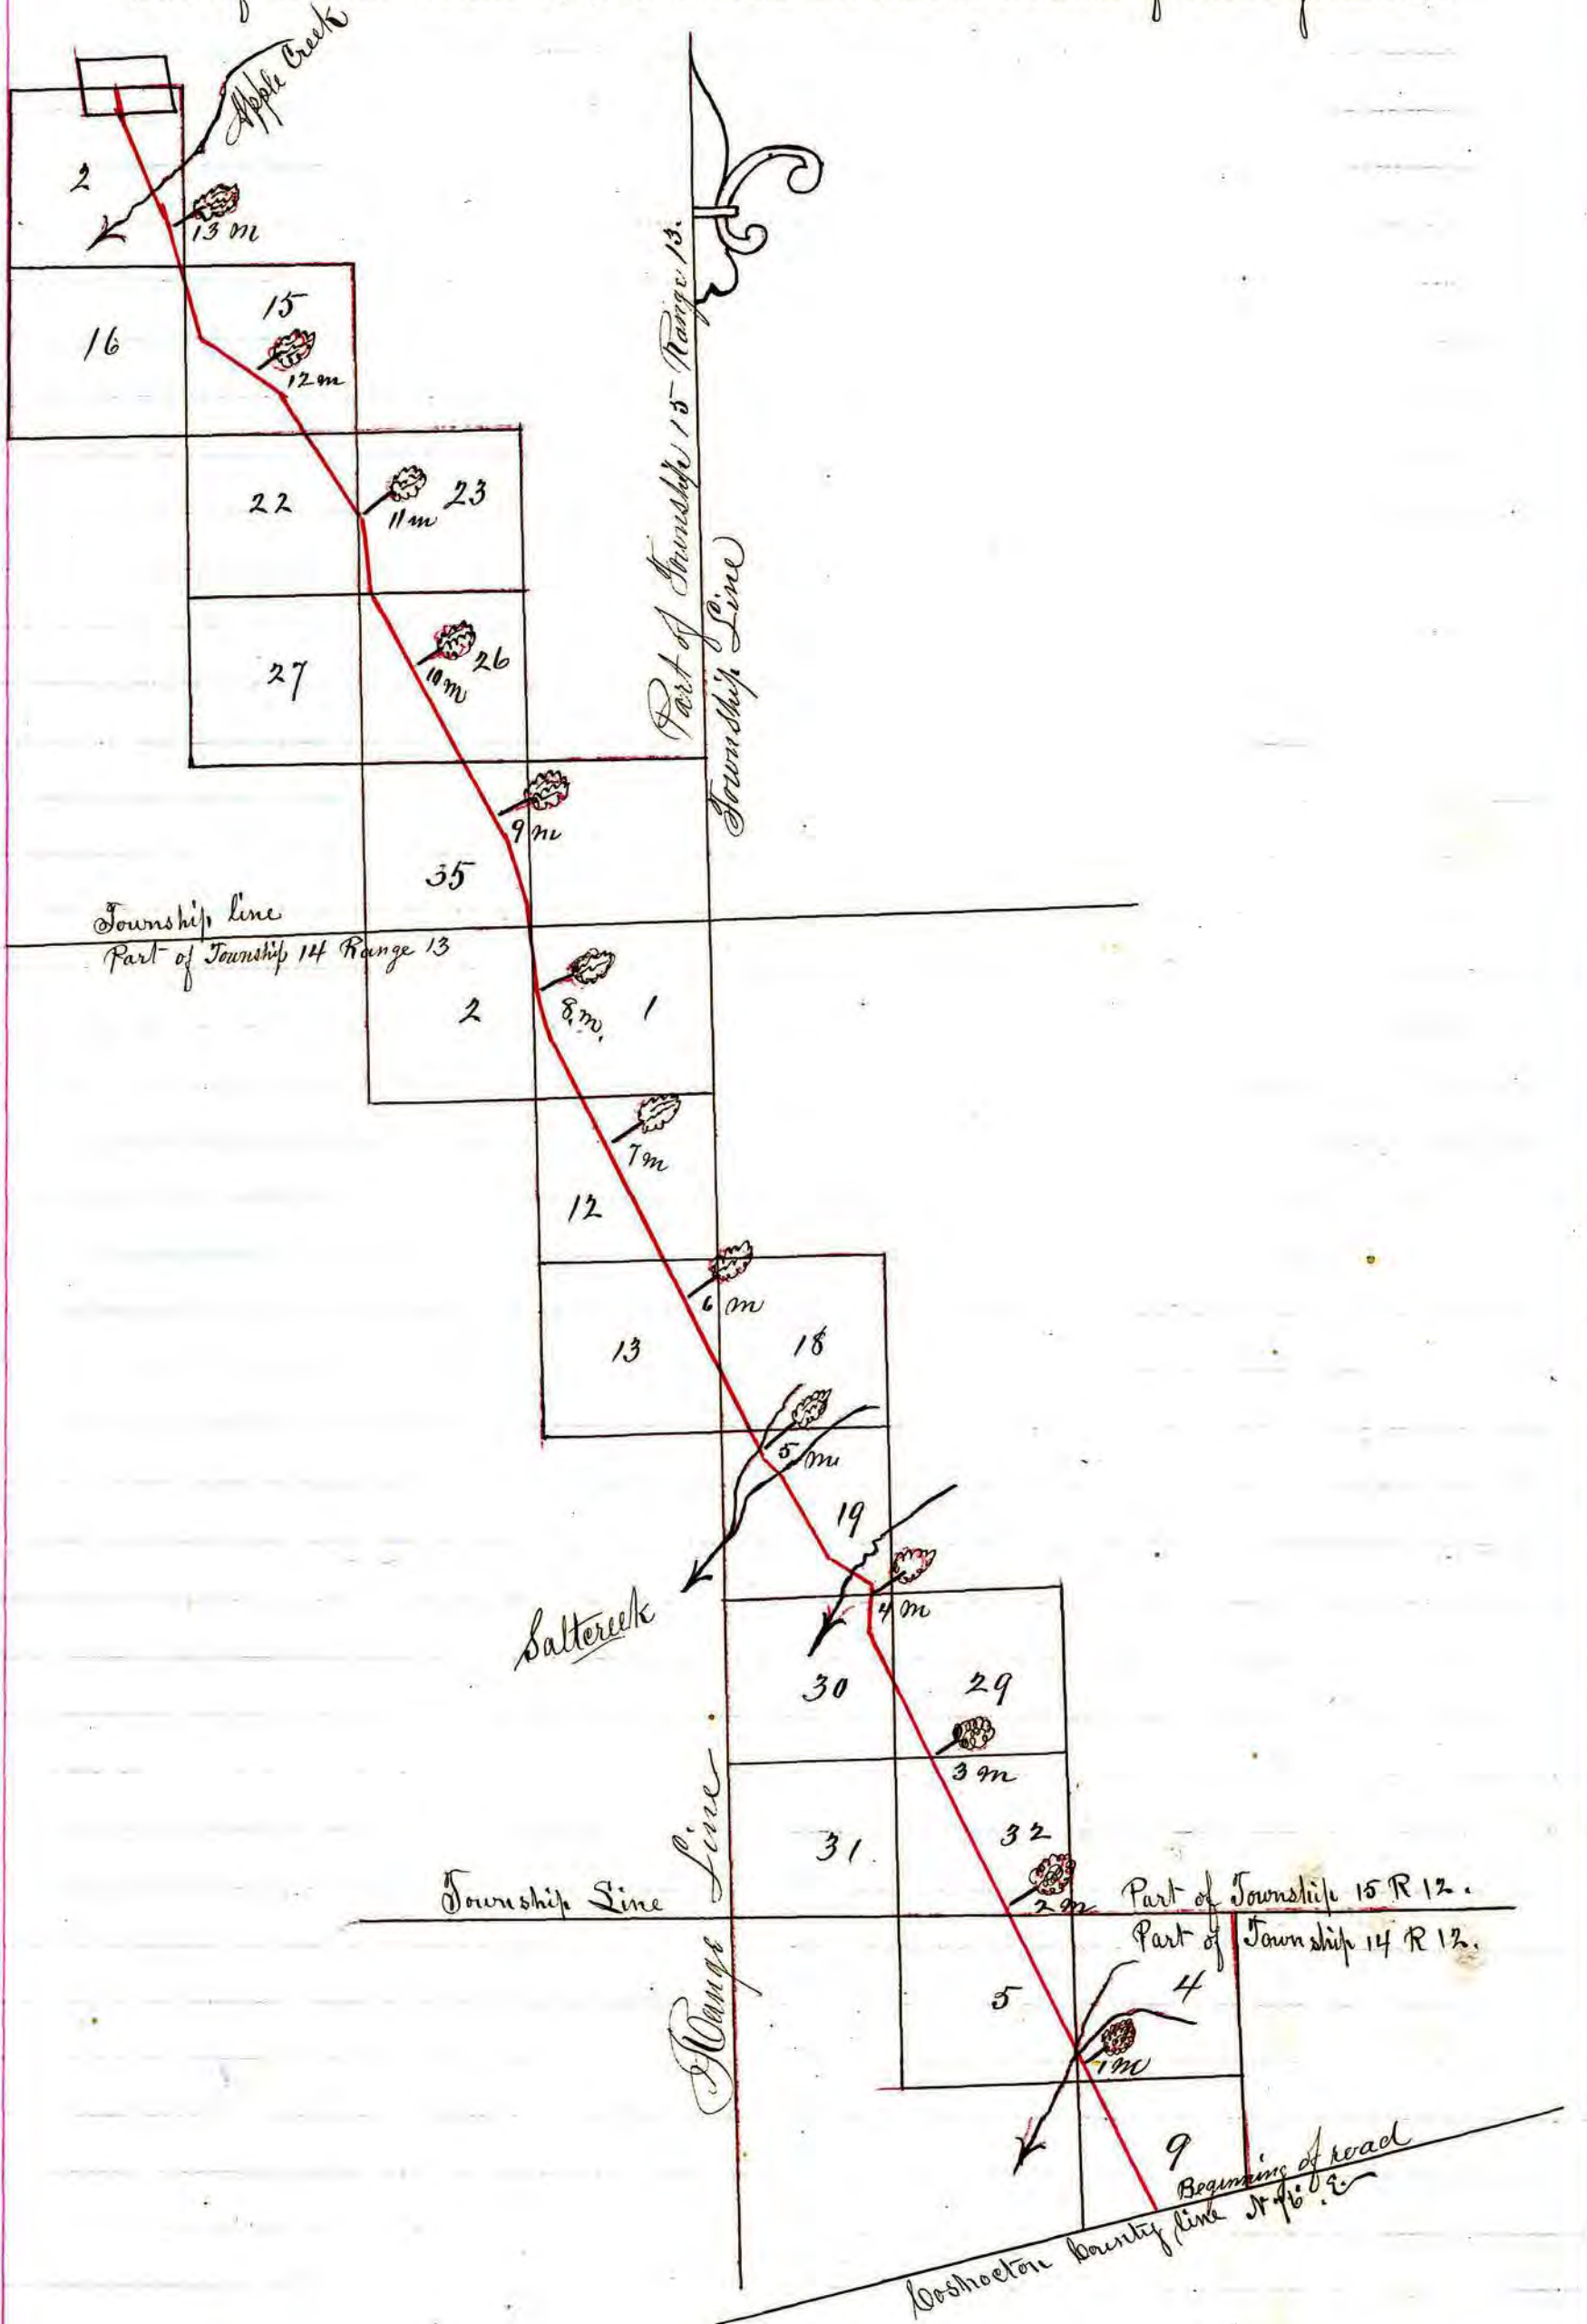 Apple Creek
2
13 m
15
16
12 m
Part of Township 15 Range 13.
22
11 m
23
Township Line
27
10 m
26
9 m
35
Township line
Part of Township 14 Range 13
2
8 m.
1
7 m
12
6 m
13
18
5 m
19
Saltcreek
4 m
30
29
3 m
31
32
Range Line
2 m
Township Line
Part of Township 15 R 12.
Part of Township 14 R 12.
5
4
1 m
9
Beginning of road
Coshocton County line